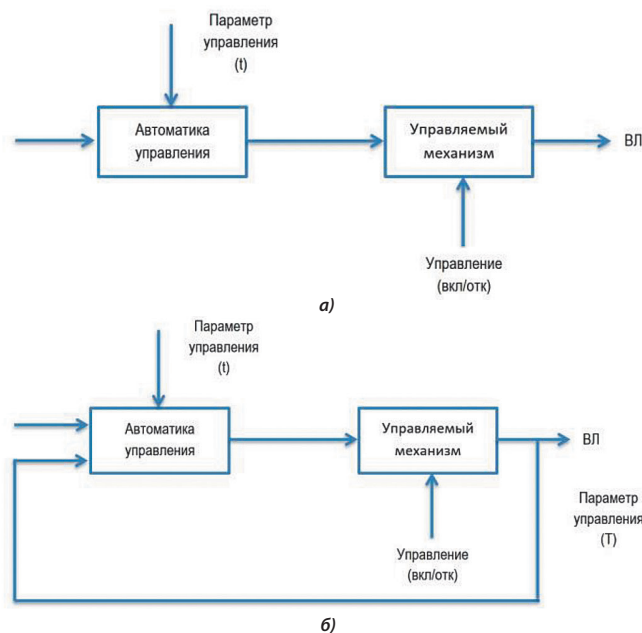 Параметр
управления
(t)
Автоматика
управления
Управляемый
механизм
ВЛ
Управление
(вкл/отк)
а)
Параметр
управления
(t)
Автоматика
управления
Управляемый
механизм
ВЛ
Параметр
управления
(Т)
Управление
(вкл/отк)
б)